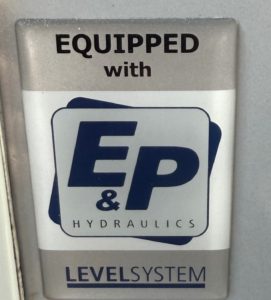 EQUIPPED
with
E&P
HYDRAULICS
LEVELSYSTEM